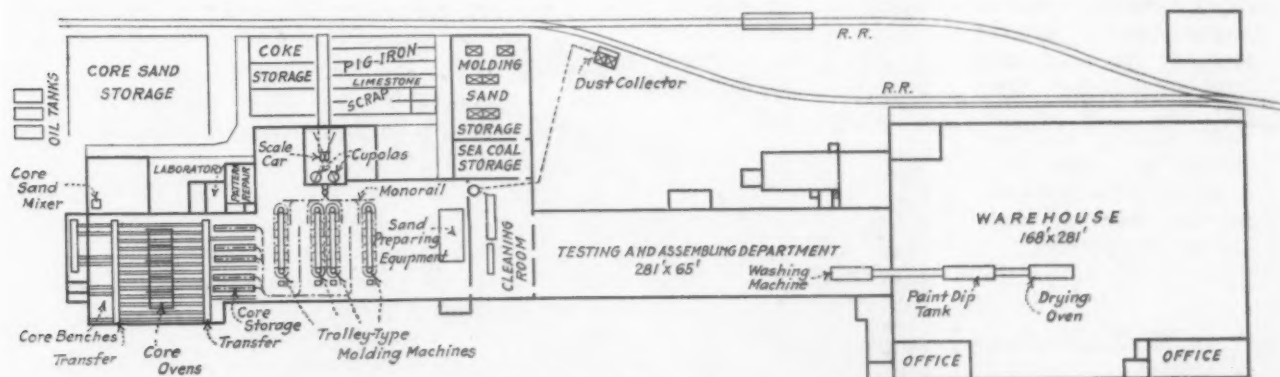 R. R.
R.R.
OIL TANKS
CORE SAND
STORAGE
COKE
STORAGE
PIG-IRON
LIMESTONE
SCRAP
MOLDING
SAND
STORAGE
SEA COAL
STORAGE
Dust Collector
Scale
Car
Cupolas
LABORATORY
PATTERN
REPAIR
Core
Sand
Mixer
Monorail
Sand
Preparing
Equipment
CLEANING
ROOM
TESTING AND ASSEMBLING DEPARTMENT
281' x 65'
WAREHOUSE
168' x 281'
Washing
Machine
Paint Dip
Tank
Drying
Oven
Core Benches
Transfer
Core
Ovens
Transfer
Core
Storage
Trolley-Type
Molding Machines
OFFICE
OFFICE